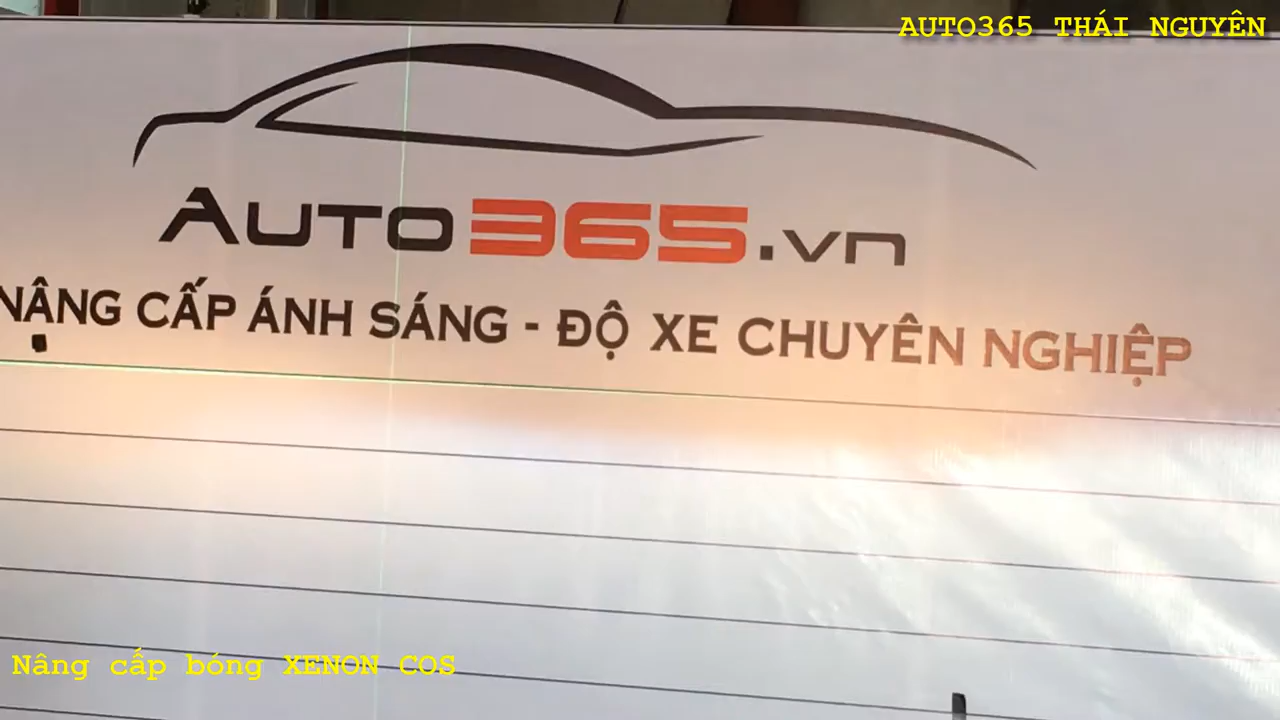 AUTO365 THÁI NGUYÊN
AUTO365.VN
NÂNG CẤP ÁNH SÁNG - ĐỘ XE CHUYÊN NGHIỆP
Nâng cấp bóng XENON COS